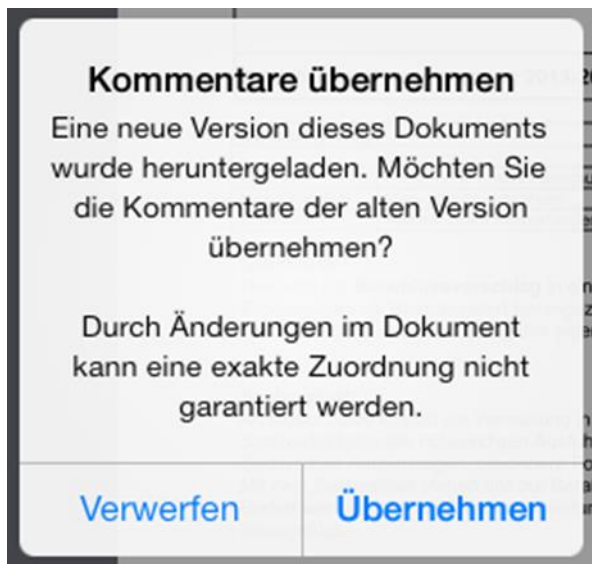 Kommentare übernehmen
Eine neue Version dieses Dokuments
wurde heruntergeladen. Möchten Sie
die Kommentare der alten Version
übernehmen?
Durch Änderungen im Dokument
kann eine exakte Zuordnung nicht
garantiert werden.
Verwerfen
Übernehmen